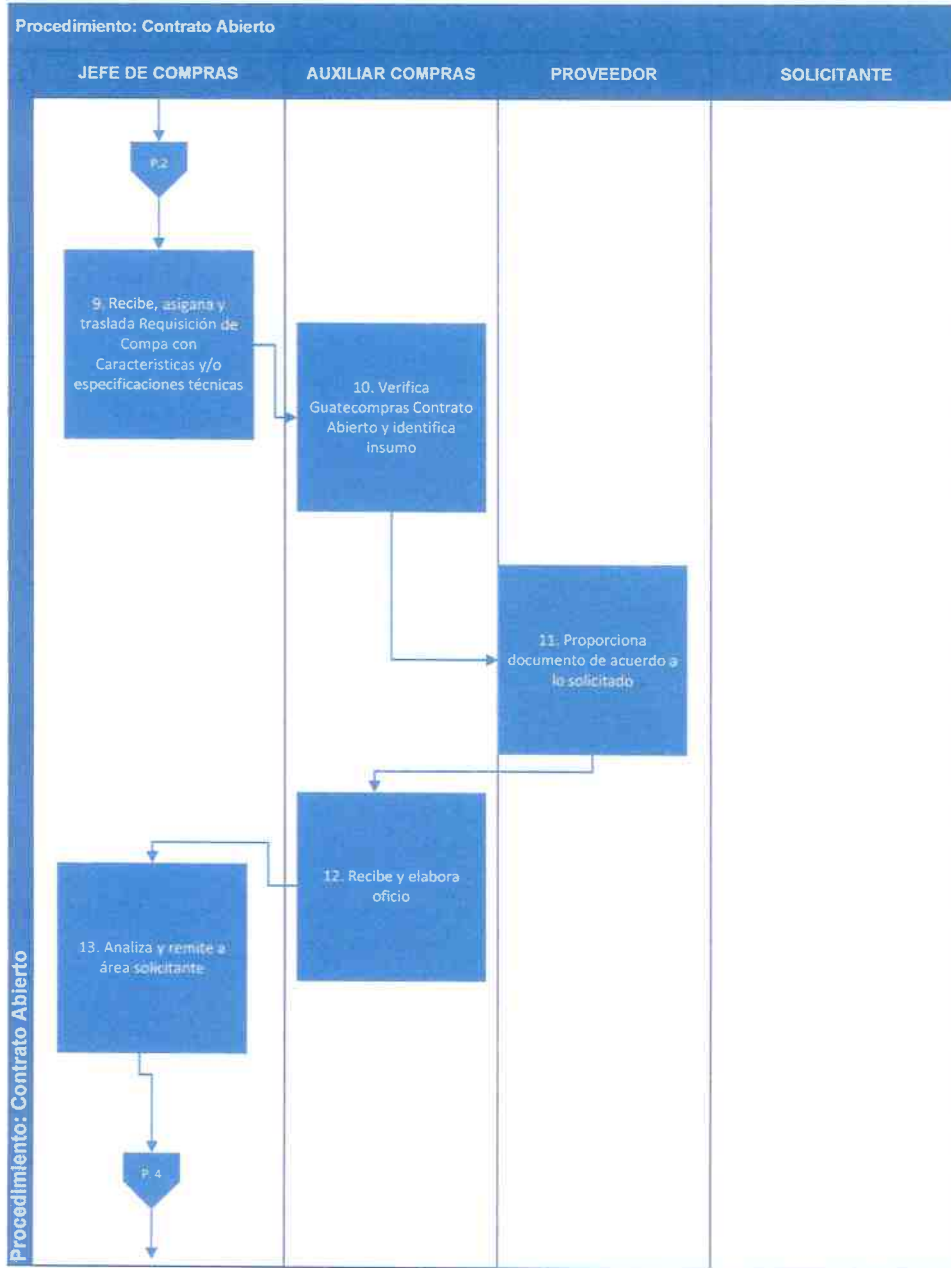 Procedimiento: Contrato Abierto
JEFE DE COMPRAS
AUXILIAR COMPRAS
PROVEEDOR
SOLICITANTE
P.2
9. Recibe, asigana y
traslada Requisición de
Compa con
Caracteristicas y/o
especificaciones técnicas
10. Verifica
Guatecompras Contrato
Abierto y identifica
insumo
11. Proporciona
documento de acuerdo a
lo solicitado
12. Recibe y elabora
oficio
13. Analiza y remite a
área solicitante
P. 4
Procedimiento: Contrato Abierto